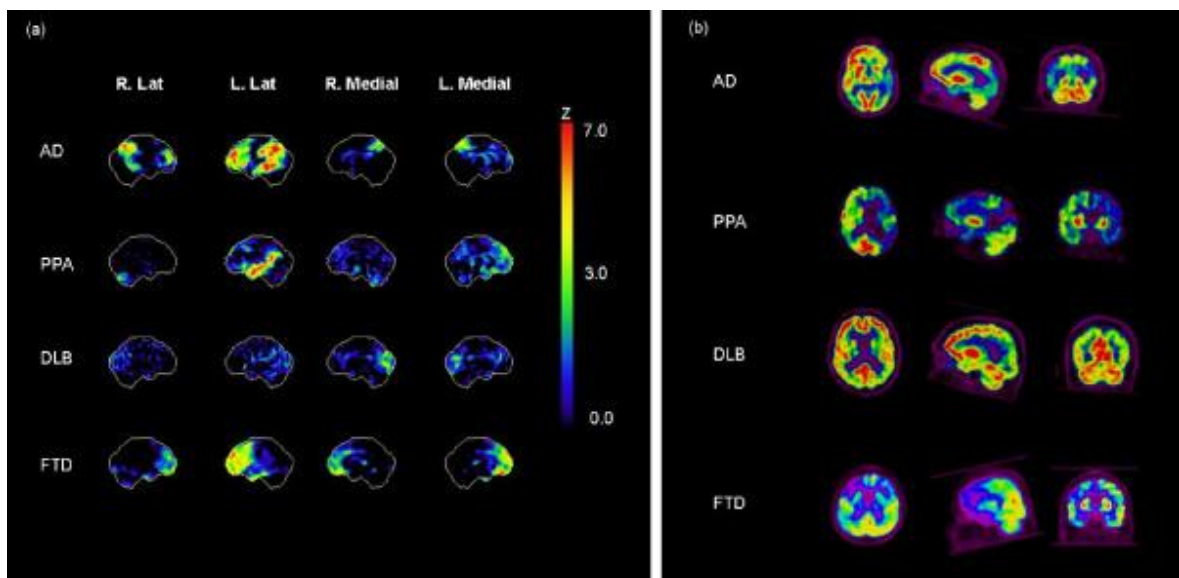 (a)
R. Lat L. Lat R. Medial L. Medial
Z
7.0
AD
PPA
3.0
DLB
0.0
FTD
(b)
AD
PPA
DLB
FTD